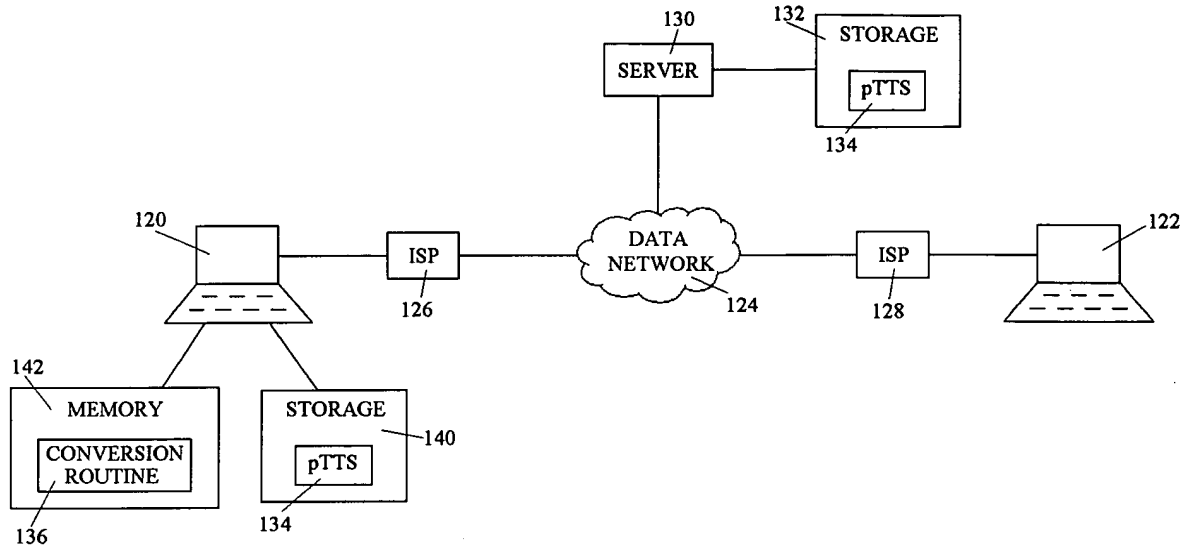 130
132
STORAGE
SERVER
pTTS
134
120
122
ISP
DATA
NETWORK
ISP
126
124
128
142
MEMORY
STORAGE
140
CONVERSION
ROUTINE
pTTS
136
134